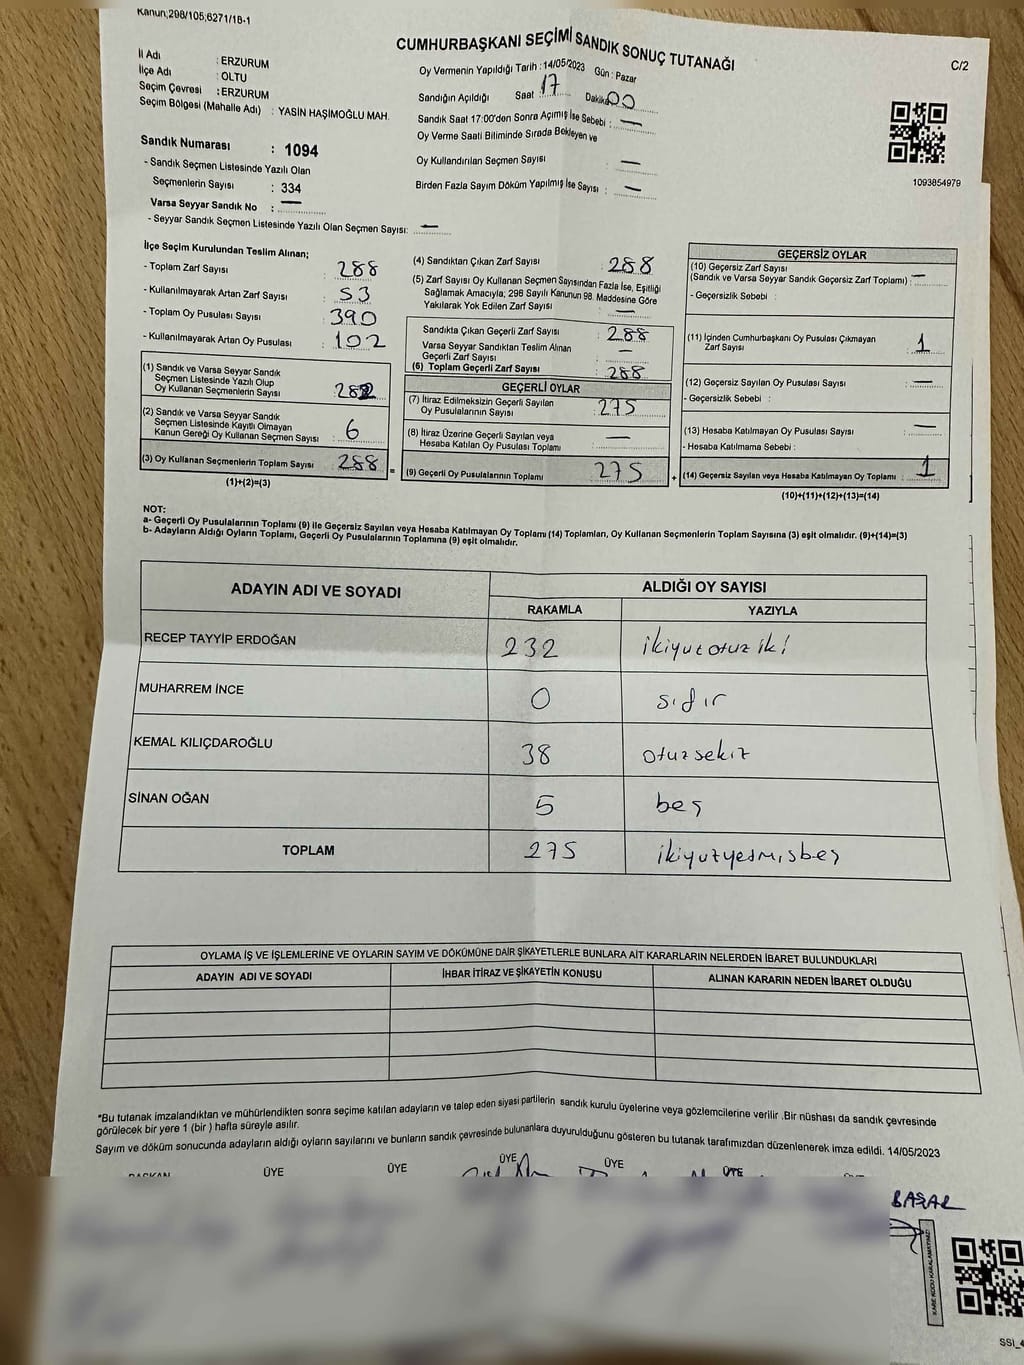 Kanun;298/105;6271/18-1
CUMHURBAŞKANI SEÇİMİ SANDIK SONUÇ TUTANAĞI
C/2
İl Adı : ERZURUM
İlçe Adı : OLTU
Seçim Çevresi : ERZURUM
Seçim Bölgesi (Mahalle Adı) : YASİN HAŞIMOĞLU MAH.
Sandık Numarası : 1094
- Sandık Seçmen Listesinde Yazılı Olan
Seçmenlerin Sayısı : 334
Varsa Seyyar Sandık No : —
- Seyyar Sandık Seçmen Listesinde Yazılı Olan Seçmen Sayısı: —
Oy Vermenin Yapıldığı Tarih : 14/05/2023 Gün : Pazar
Sandığın Açıldığı Saat : 17 Dakika 00
Sandık Saat 17:00'den Sonra Açımış İse Sebebi : —
Oy Verme Saati Biliminde Sırada Bekleyen ve
Oy Kullandırılan Seçmen Sayısı —
Birden Fazla Sayım Döküm Yapılmış İse Sayısı : —
1093854979
İlçe Seçim Kurulundan Teslim Alınan;
- Toplam Zarf Sayısı : 288
- Kullanılmayarak Artan Zarf Sayısı : 53
- Toplam Oy Pusulası Sayısı : 390
- Kullanılmayarak Artan Oy Pusulası : 102
(1) Sandık ve Varsa Seyyar Sandık
Seçmen Listesinde Yazılı Olup
Oy Kullanan Seçmenlerin Sayısı : 282
(2) Sandık ve Varsa Seyyar Sandık
Seçmen Listesinde Kayıtlı Olmayan
Kanun Gereği Oy Kullanan Seçmen Sayısı : 6
(3) Oy Kullanan Seçmenlerin Toplam Sayısı : 288
(1)+(2)=(3)
(4) Sandıktan Çıkan Zarf Sayısı : 288
(5) Zarf Sayısı Oy Kullanan Seçmen Sayısından Fazla İse, Eşitliği
Sağlamak Amacıyla; 298 Sayılı Kanunun 98. Maddesine Göre
Yakılarak Yok Edilen Zarf Sayısı : —
Sandıkta Çıkan Geçerli Zarf Sayısı : 288
Varsa Seyyar Sandıktan Teslim Alınan
Geçerli Zarf Sayısı : —
(6) Toplam Geçerli Zarf Sayısı : 288
GEÇERLİ OYLAR
(7) İtiraz Edilmeksizin Geçerli Sayılan
Oy Pusulalarının Sayısı : 275
(8) İtiraz Üzerine Geçerli Sayılan veya
Hesaba Katılan Oy Pusulası Toplamı : —
= (9) Geçerli Oy Pusulalarının Toplamı : 275
GEÇERSİZ OYLAR
(10) Geçersiz Zarf Sayısı
(Sandık ve Varsa Seyyar Sandık Geçersiz Zarf Toplamı) : —
- Geçersizlik Sebebi :
(11) İçinden Cumhurbaşkanı Oy Pusulası Çıkmayan
Zarf Sayısı : 1
(12) Geçersiz Sayılan Oy Pusulası Sayısı : —
- Geçersizlik Sebebi :
(13) Hesaba Katılmayan Oy Pusulası Sayısı : —
- Hesaba Katılmama Sebebi :
+ (14) Geçersiz Sayılan veya Hesaba Katılmayan Oy Toplamı : 1
(10)+(11)+(12)+(13)=(14)
NOT:
a- Geçerli Oy Pusulalarının Toplamı (9) ile Geçersiz Sayılan veya Hesaba Katılmayan Oy Toplamı (14) Toplamları, Oy Kullanan Seçmenlerin Toplam Sayısına (3) eşit olmalıdır. (9)+(14)=(3)
b- Adayların Aldığı Oyların Toplamı, Geçerli Oy Pusulalarının Toplamına (9) eşit olmalıdır.
ADAYIN ADI VE SOYADI
ALDIĞI OY SAYISI
RAKAMLA YAZIYLA
RECEP TAYYİP ERDOĞAN 232 ikiyuzotuz iki
MUHARREM İNCE 0 sıfır
KEMAL KILIÇDAROĞLU 38 otuzsekiz
SİNAN OĞAN 5 beş
TOPLAM 275 ikiyuzyetmişbeş
OYLAMA İŞ VE İŞLEMLERİNE VE OYLARIN SAYIM VE DÖKÜMÜNE DAİR ŞİKAYETLERLE BUNLARA AİT KARARLARIN NELERDEN İBARET BULUNDUKLARI
ADAYIN ADI VE SOYADI İHBAR İTİRAZ VE ŞİKAYETİN KONUSU ALINAN KARARIN NEDEN İBARET OLDUĞU
*Bu tutanak imzalandıktan ve mühürlendikten sonra seçime katılan adayların ve talep eden siyasi partilerin sandık kurulu üyelerine veya gözlemcilerine verilir .Bir nüshası da sandık çevresinde
görülecek bir yere 1 (bir ) hafta süreyle asılır.
Sayım ve döküm sonucunda adayların aldığı oyların sayılarını ve bunların sandık çevresinde bulunanlara duyurulduğunu gösteren bu tutanak tarafımızdan düzenlenerek imza edildi. 14/05/2023
BAŞKAN ÜYE ÜYE ÜYE ÜYE ÜYE
BAŞAR
KARE KODU KARALAMAYINIZ